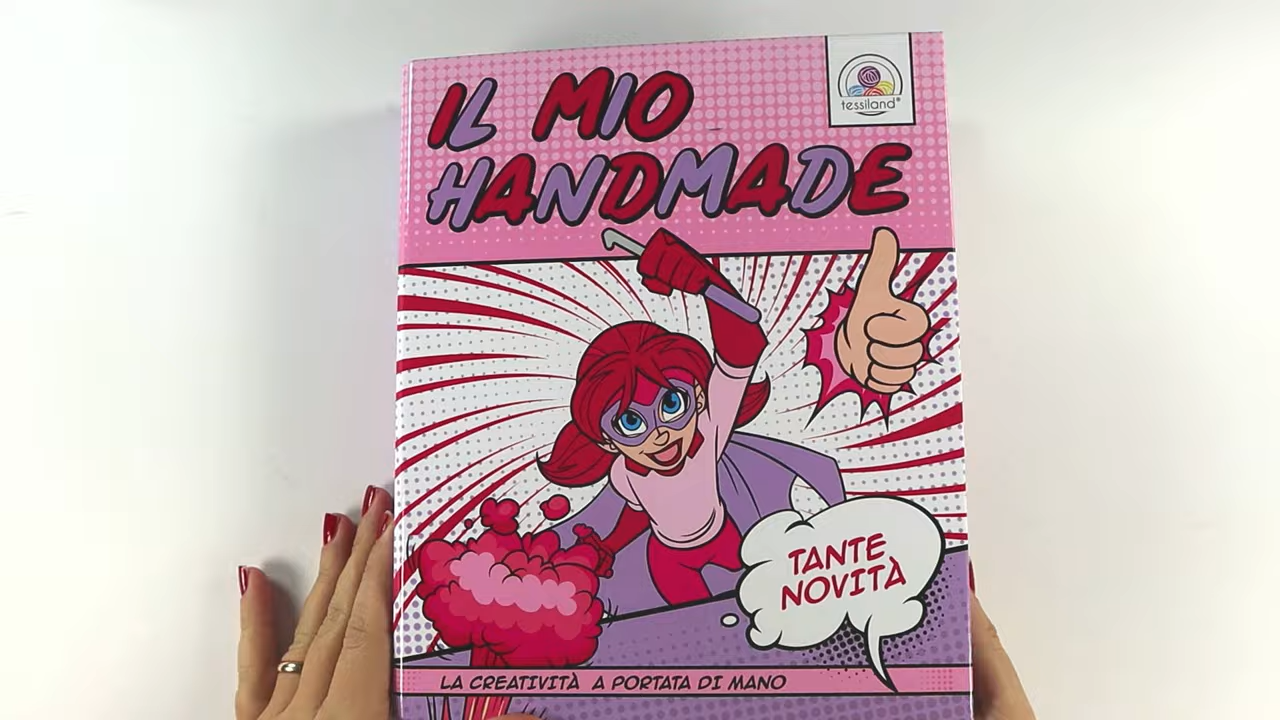 IL MIO
HANDMADE
tessiland®
TANTE
NOVITÀ
LA CREATIVITÀ A PORTATA DI MANO